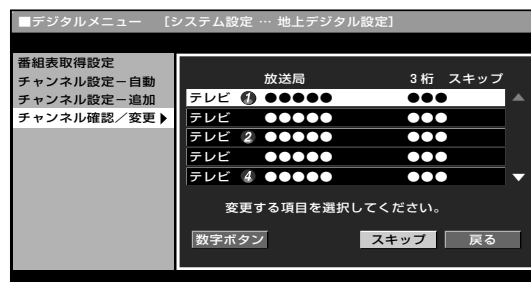 ■デジタルメニュー [システム設定 … 地上デジタル設定]
番組表取得設定
チャンネル設定－自動
チャンネル設定－追加
チャンネル確認／変更▶
放送局 3桁 スキップ
テレビ ① ●●●●● ●●●
テレビ ●●●●● ●●●
テレビ ② ●●●●● ●●●
テレビ ●●●●● ●●●
テレビ ④ ●●●●● ●●●
変更する項目を選択してください。
数字ボタン スキップ 戻る